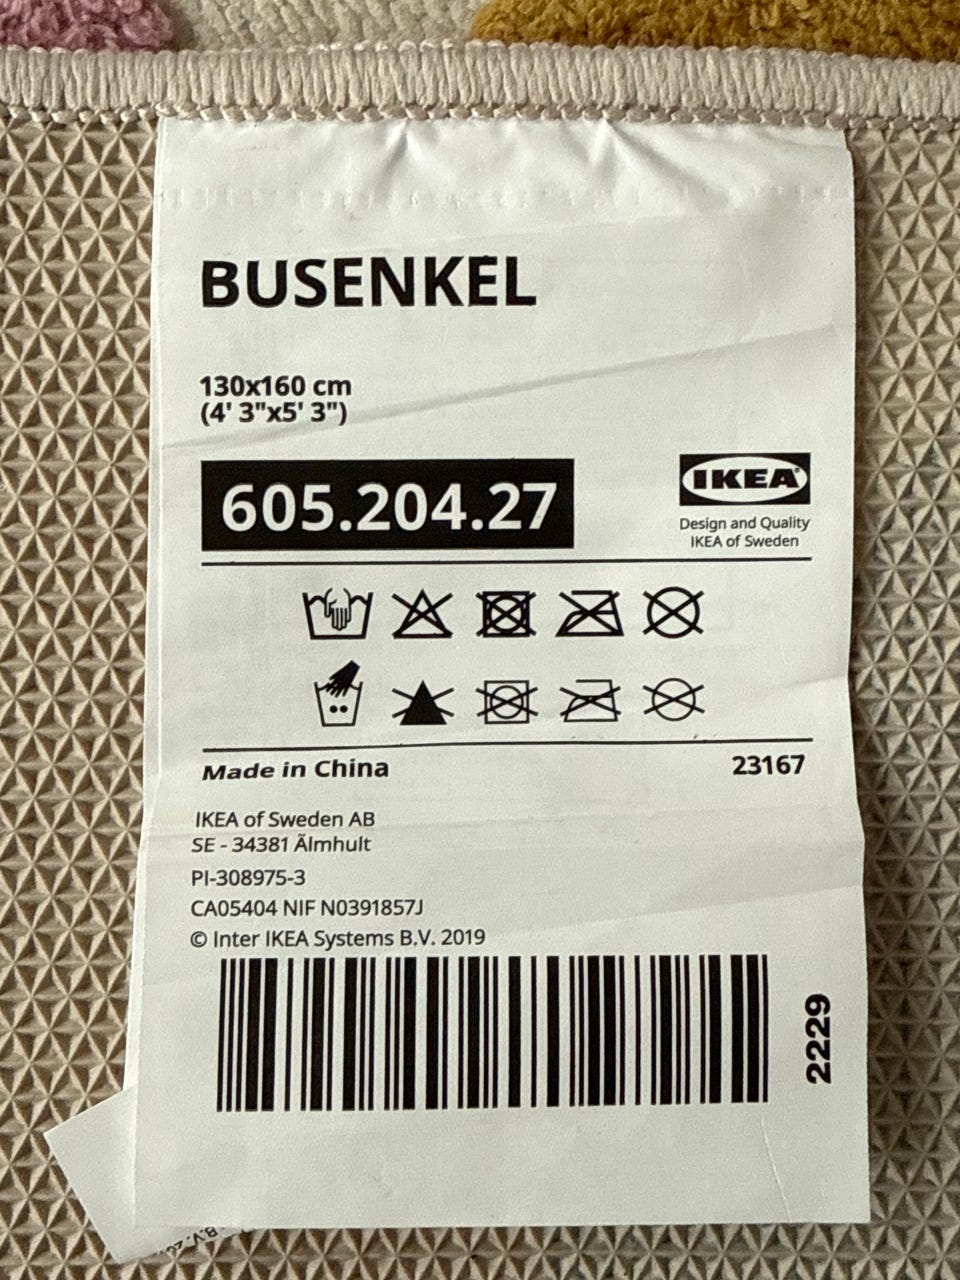 BUSENKEL
130x160 cm
(4' 3"x5' 3")
605.204.27
IKEA®
Design and Quality
IKEA of Sweden
Made in China
23167
IKEA of Sweden AB
SE - 34381 Ãlmhult
PI-308975-3
CA05404 NIF N0391857J
© Inter IKEA Systems B.V. 2019
2229
B.V.